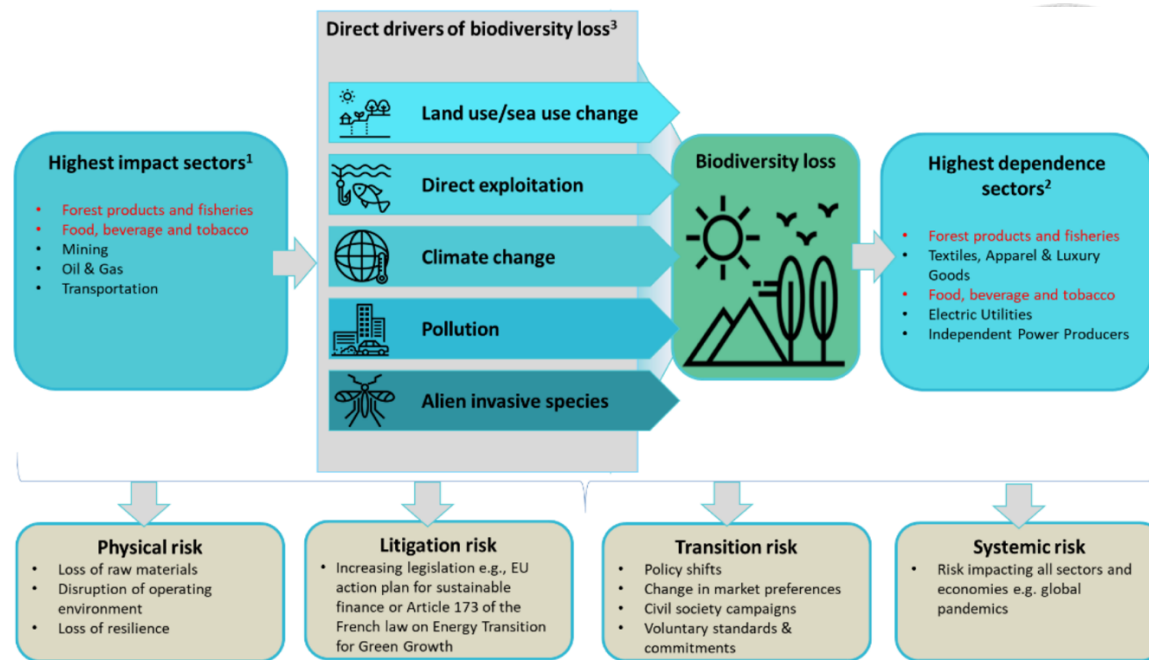 Direct drivers of biodiversity loss³
Land use/sea use change
Direct exploitation
Climate change
Pollution
Alien invasive species
Highest impact sectors¹
• Forest products and fisheries
• Food, beverage and tobacco
• Mining
• Oil & Gas
• Transportation
Biodiversity loss
Highest dependence
sectors²
• Forest products and fisheries
• Textiles, Apparel & Luxury
Goods
• Food, beverage and tobacco
• Electric Utilities
• Independent Power Producers
Physical risk
• Loss of raw materials
• Disruption of operating
environment
• Loss of resilience
Litigation risk
• Increasing legislation e.g., EU
action plan for sustainable
finance or Article 173 of the
French law on Energy Transition
for Green Growth
Transition risk
• Policy shifts
• Change in market preferences
• Civil society campaigns
• Voluntary standards &
commitments
Systemic risk
• Risk impacting all sectors and
economies e.g. global
pandemics